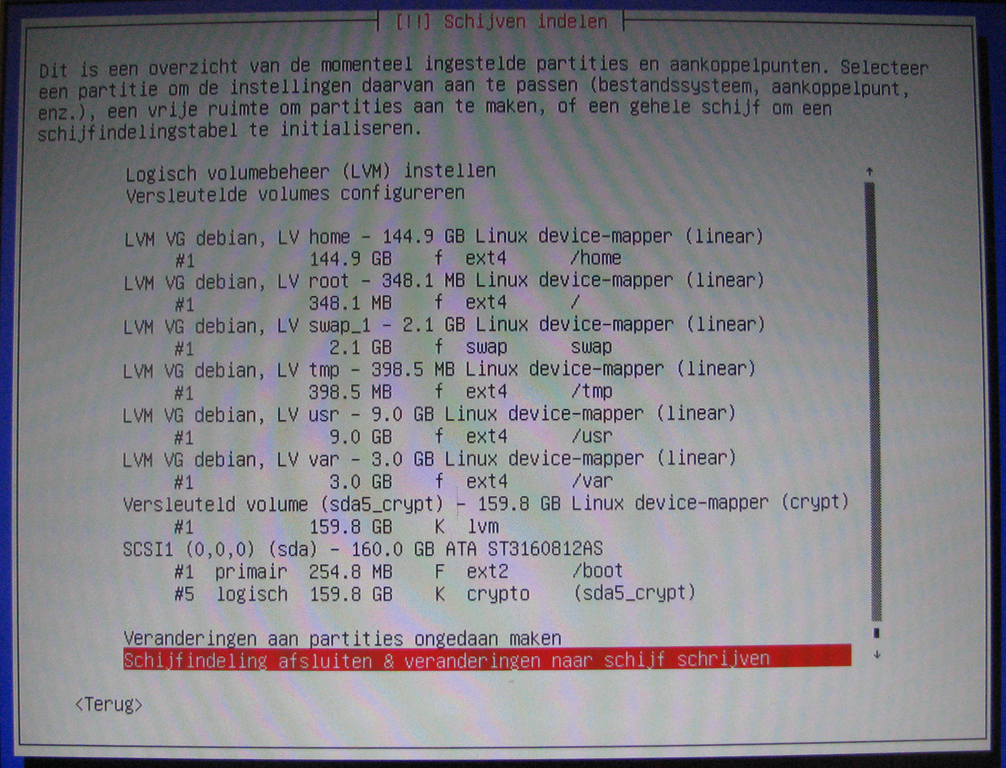 [!!] Schijven indelen
Dit is een overzicht van de momenteel ingestelde partities en aankoppelpunten. Selecteer
een partitie om de instellingen daarvan aan te passen (bestandssysteem, aankoppelpunt,
enz.), een vrije ruimte om partities aan te maken, of een gehele schijf om een
schijfindelingstabel te initialiseren.
Logisch volumebeheer (LVM) instellen
Versleutelde volumes configureren
LVM VG debian, LV home - 144.9 GB Linux device-mapper (linear)
#1 144.9 GB f ext4 /home
LVM VG debian, LV root - 348.1 MB Linux device-mapper (linear)
#1 348.1 MB f ext4 /
LVM VG debian, LV swap_1 - 2.1 GB Linux device-mapper (linear)
#1 2.1 GB f swap swap
LVM VG debian, LV tmp - 398.5 MB Linux device-mapper (linear)
#1 398.5 MB f ext4 /tmp
LVM VG debian, LV usr - 9.0 GB Linux device-mapper (linear)
#1 9.0 GB f ext4 /usr
LVM VG debian, LV var - 3.0 GB Linux device-mapper (linear)
#1 3.0 GB f ext4 /var
Versleuteld volume (sda5_crypt) - 159.8 GB Linux device-mapper (crypt)
#1 159.8 GB K lvm
SCSI1 (0,0,0) (sda) - 160.0 GB ATA ST3160812AS
#1 primair 254.8 MB F ext2 /boot
#5 logisch 159.8 GB K crypto (sda5_crypt)
Veranderingen aan partities ongedaan maken
Schijfindeling afsluiten & veranderingen naar schijf schrijven
<Terug>